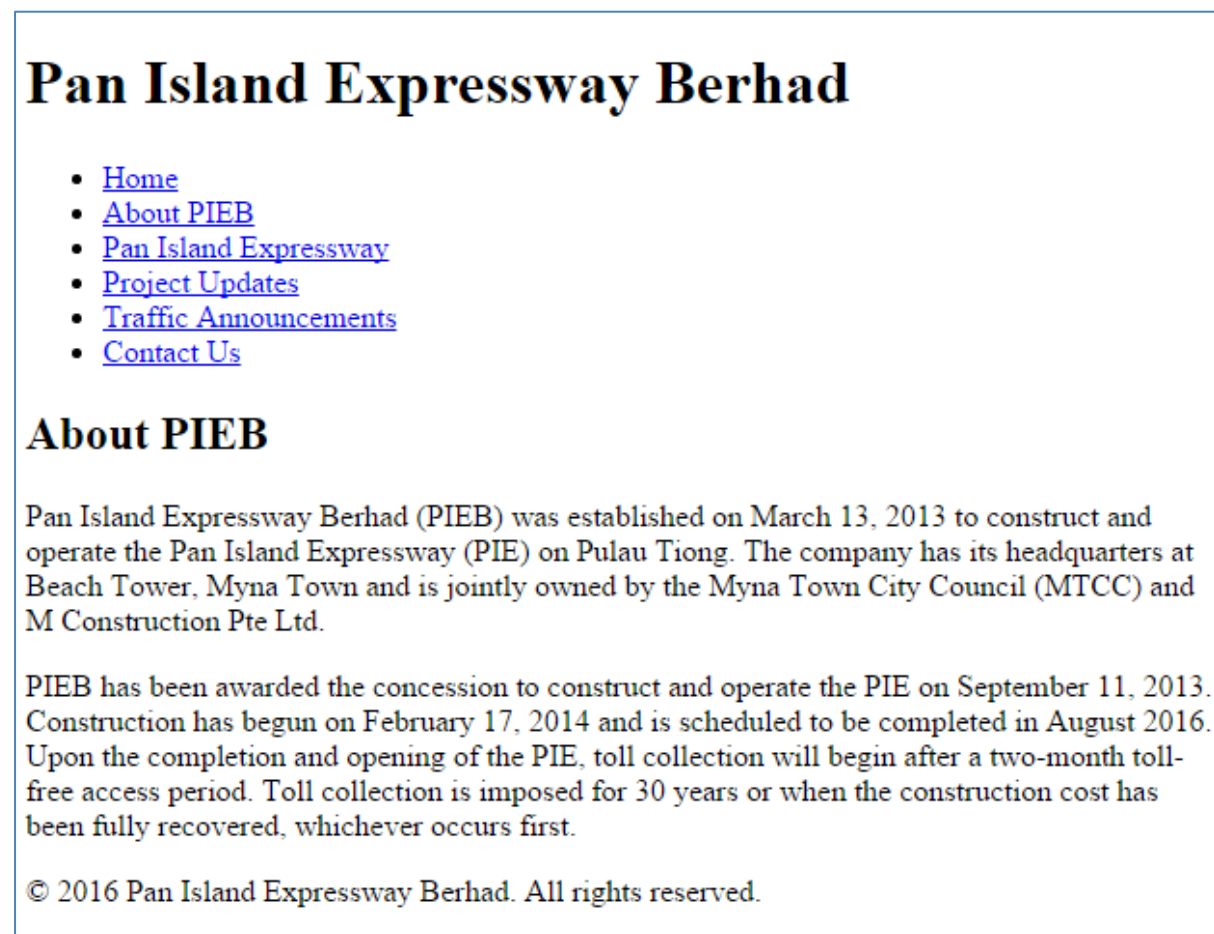 Pan Island Expressway Berhad
Home
About PIEB
Pan Island Expressway
Project Updates
Traffic Announcements
Contact Us
About PIEB
Pan Island Expressway Berhad (PIEB) was established on March 13, 2013 to construct and
operate the Pan Island Expressway (PIE) on Pulau Tiong. The company has its headquarters at
Beach Tower, Myna Town and is jointly owned by the Myna Town City Council (MTCC) and
M Construction Pte Ltd.
PIEB has been awarded the concession to construct and operate the PIE on September 11, 2013.
Construction has begun on February 17, 2014 and is scheduled to be completed in August 2016.
Upon the completion and opening of the PIE, toll collection will begin after a two-month toll-
free access period. Toll collection is imposed for 30 years or when the construction cost has
been fully recovered, whichever occurs first.
© 2016 Pan Island Expressway Berhad. All rights reserved.